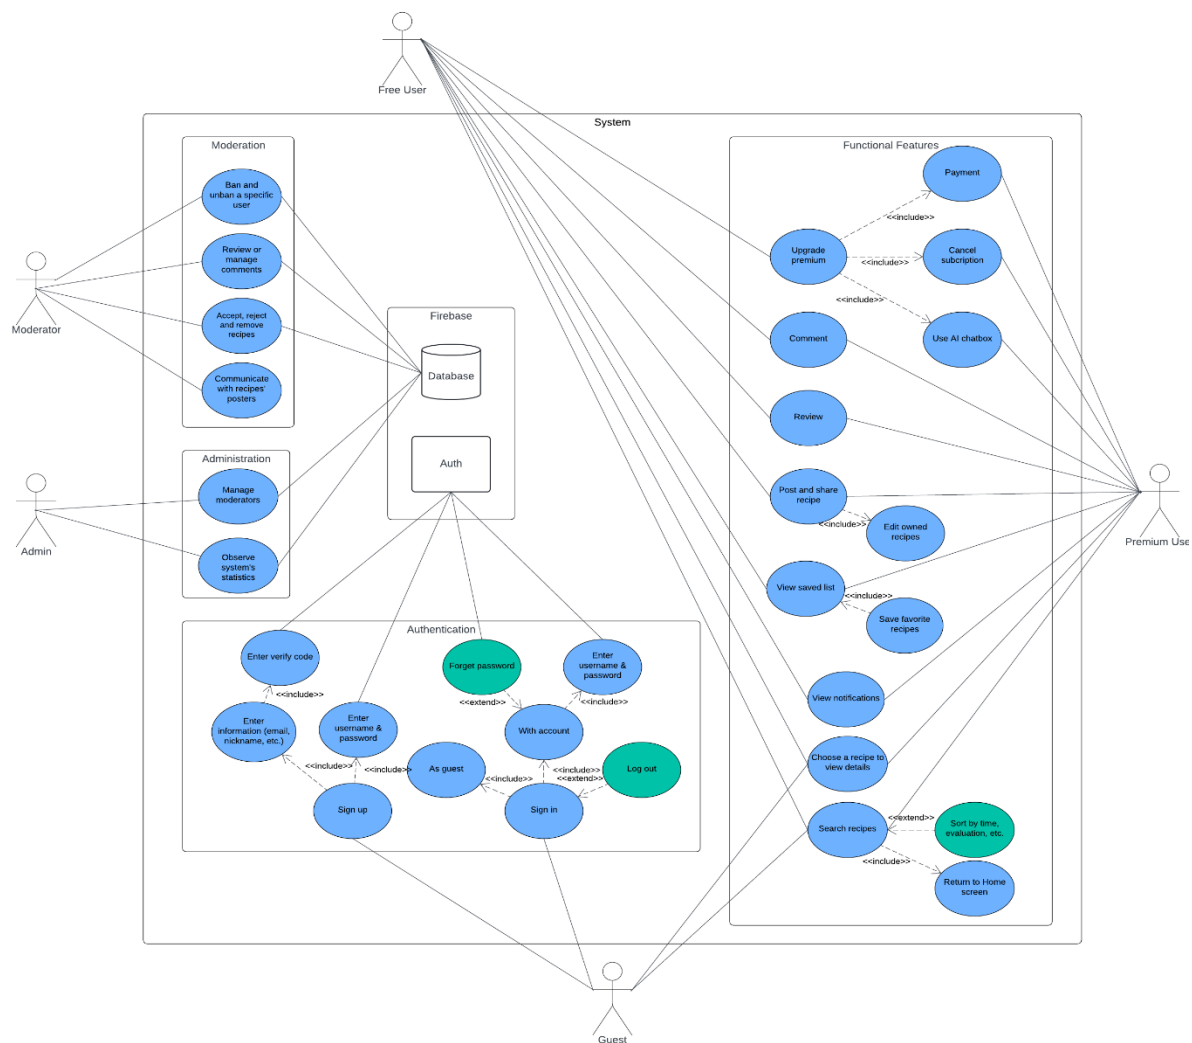 Free User
System
Moderation
Ban and
unban a specific
user
Review or
manage
comments
Accept, reject
and remove
recipes
Communicate
with recipes'
posters
Moderator
Administration
Manage
moderators
Observe
system's
statistics
Admin
Firebase
Database
Auth
Authentication
Enter verify code
<<include>>
Enter
information (email,
nickname, etc.)
<<include>>
Enter
username &
password
<<include>>
Sign up
Forget password
<<extend>>
Enter
username &
password
<<include>>
With account
As guest
<<include>>
<<include>>
<<extend>>
Log out
Sign in
Functional Features
Payment
<<include>>
Upgrade
premium
<<include>>
Cancel
subcription
<<include>>
Use AI chatbox
Comment
Review
Post and share
recipe
<<include>>
Edit owned
recipes
View saved list
<<include>>
Save favorite
recipes
View notifications
Choose a recipe to
view details
Search recipes
<<extend>>
Sort by time,
evaluation, etc.
<<include>>
Return to Home
screen
Premium Use
Guest